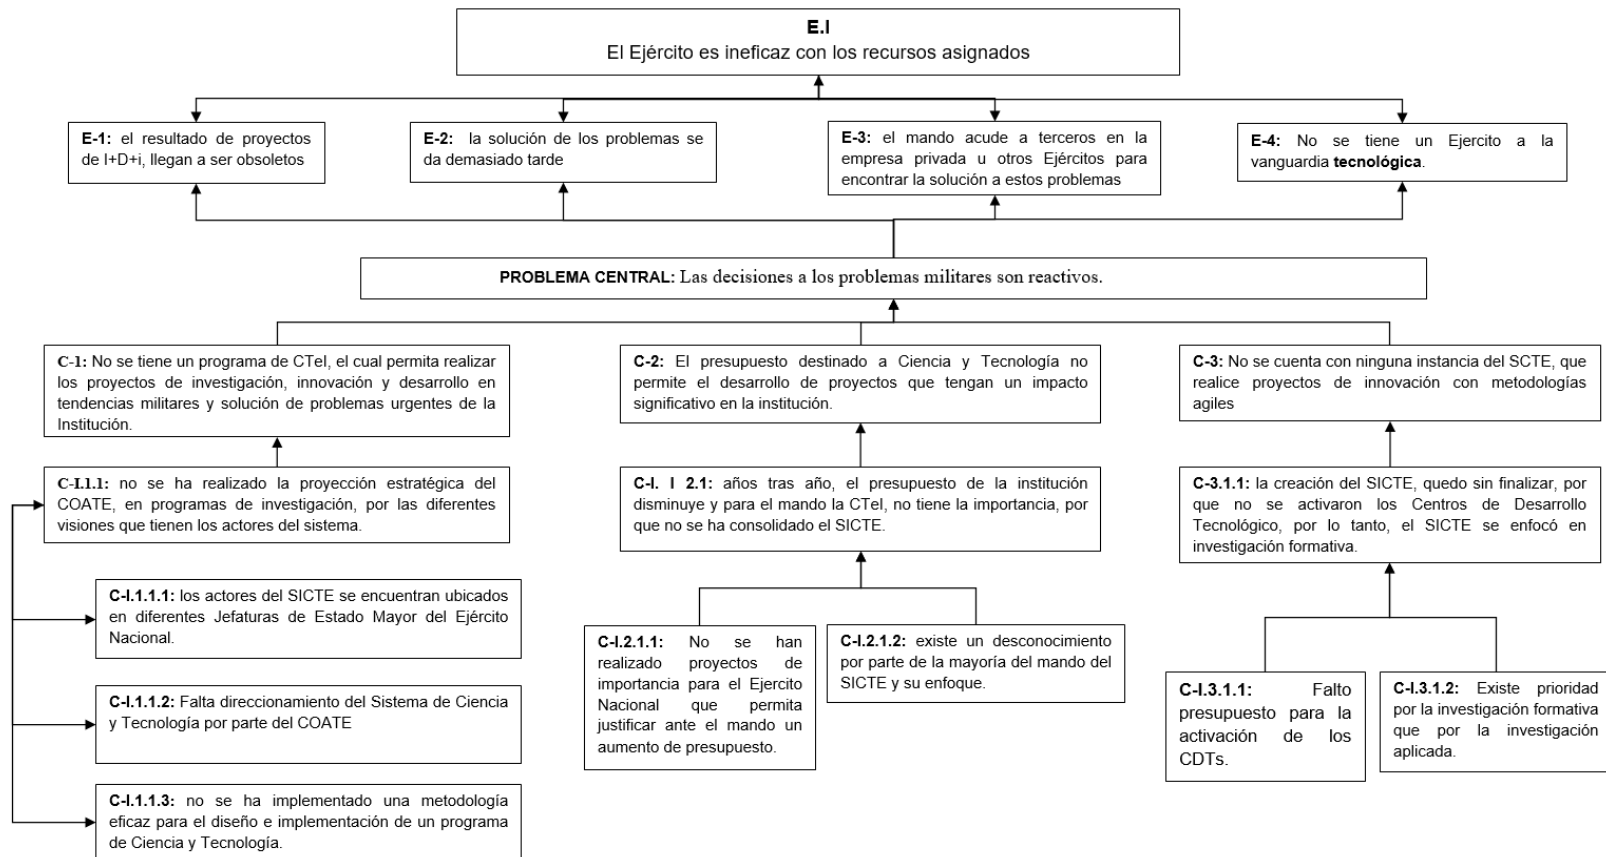 E.I
El Ejército es ineficaz con los recursos asignados
E-1: el resultado de proyectos
de I+D+i, llegan a ser obsoletos
E-2: la solución de los problemas se
da demasiado tarde
E-3: el mando acude a terceros en la
empresa privada u otros Ejércitos para
encontrar la solución a estos problemas
E-4: No se tiene un Ejercito a la
vanguardia tecnológica.
PROBLEMA CENTRAL: Las decisiones a los problemas militares son reactivos.
C-1: No se tiene un programa de CTeI, el cual permita realizar
los proyectos de investigación, innovación y desarrollo en
tendencias militares y solución de problemas urgentes de la
Institución.
C-2: El presupuesto destinado a Ciencia y Tecnología no
permite el desarrollo de proyectos que tengan un impacto
significativo en la institución.
C-3: No se cuenta con ninguna instancia del SCTE, que
realice proyectos de innovación con metodologías
agiles
C-I.1.1: no se ha realizado la proyección estratégica del
COATE, en programas de investigación, por las diferentes
visiones que tienen los actores del sistema.
C-I. I 2.1: años tras año, el presupuesto de la institución
disminuye y para el mando la CTeI, no tiene la importancia, por
que no se ha consolidado el SICTE.
C-3.1.1: la creación del SICTE, quedo sin finalizar, por
que no se activaron los Centros de Desarrollo
Tecnológico, por lo tanto, el SICTE se enfocó en
investigación formativa.
C-I.1.1.1: los actores del SICTE se encuentran ubicados
en diferentes Jefaturas de Estado Mayor del Ejército
Nacional.
C-I.1.1.2: Falta direccionamiento del Sistema de Ciencia
y Tecnología por parte del COATE
C-I.1.1.3: no se ha implementado una metodología
eficaz para el diseño e implementación de un programa
de Ciencia y Tecnología.
C-I.2.1.1: No se han
realizado proyectos de
importancia para el Ejercito
Nacional que permita
justificar ante el mando un
aumento de presupuesto.
C-I.2.1.2: existe un desconocimiento
por parte de la mayoría del mando del
SICTE y su enfoque.
C-I.3.1.1: Falto
presupuesto para la
activación de los
CDTs.
C-I.3.1.2: Existe prioridad
por la investigación formativa
que por la investigación
aplicada.